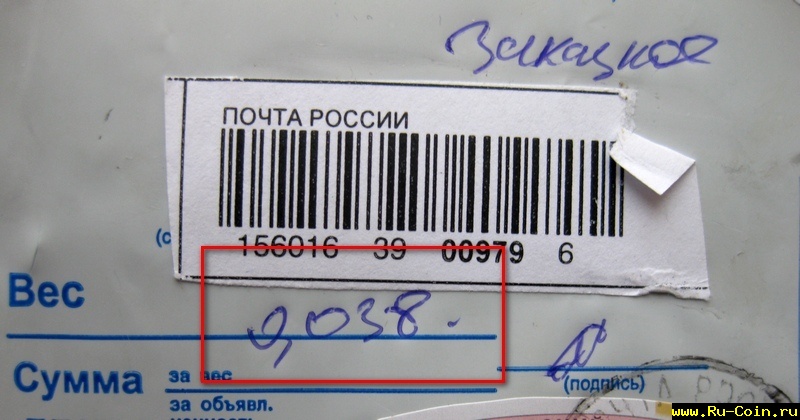 Заказное
ПОЧТА РОССИИ
156016 39 00979 6
Вес 0,038.
Сумма за вес
(подпись)
за объявл.
ценность
www.Ru-Coin.ru